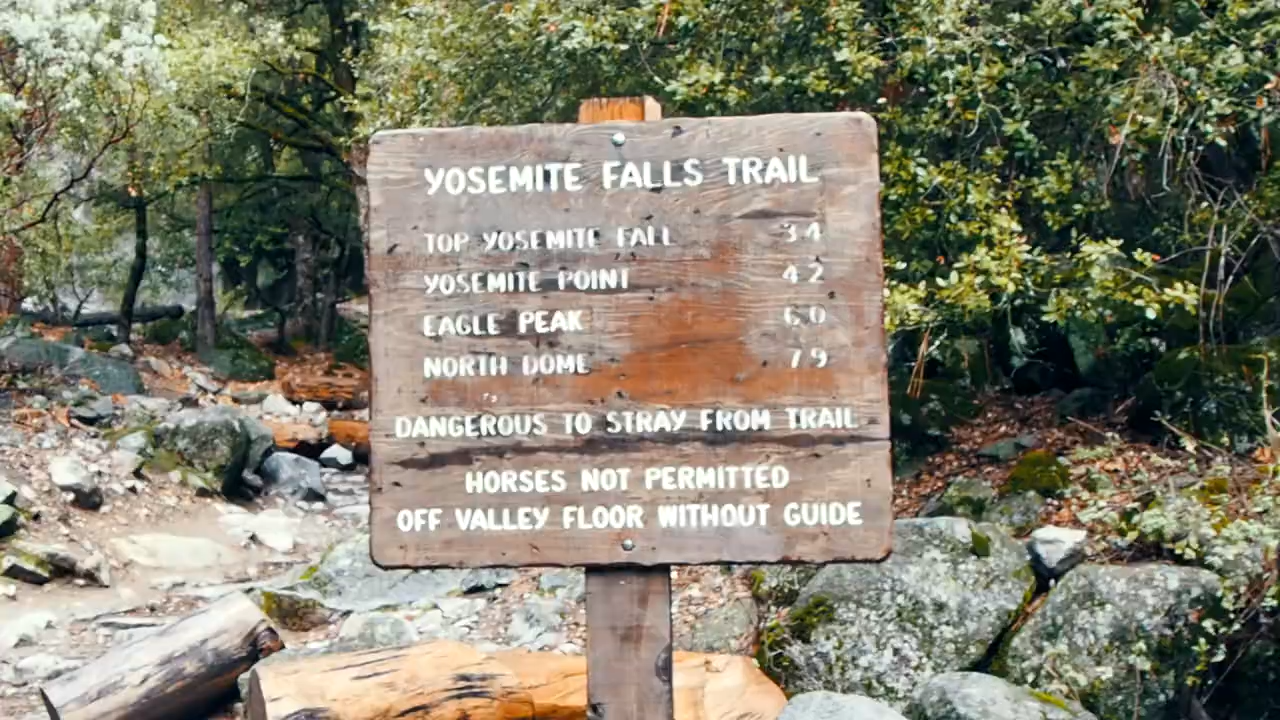 YOSEMITE FALLS TRAIL
TOP YOSEMITE FALL 3.4
YOSEMITE POINT 4.2
EAGLE PEAK 6.0
NORTH DOME 7.9
DANGEROUS TO STRAY FROM TRAIL
HORSES NOT PERMITTED
OFF VALLEY FLOOR WITHOUT GUIDE